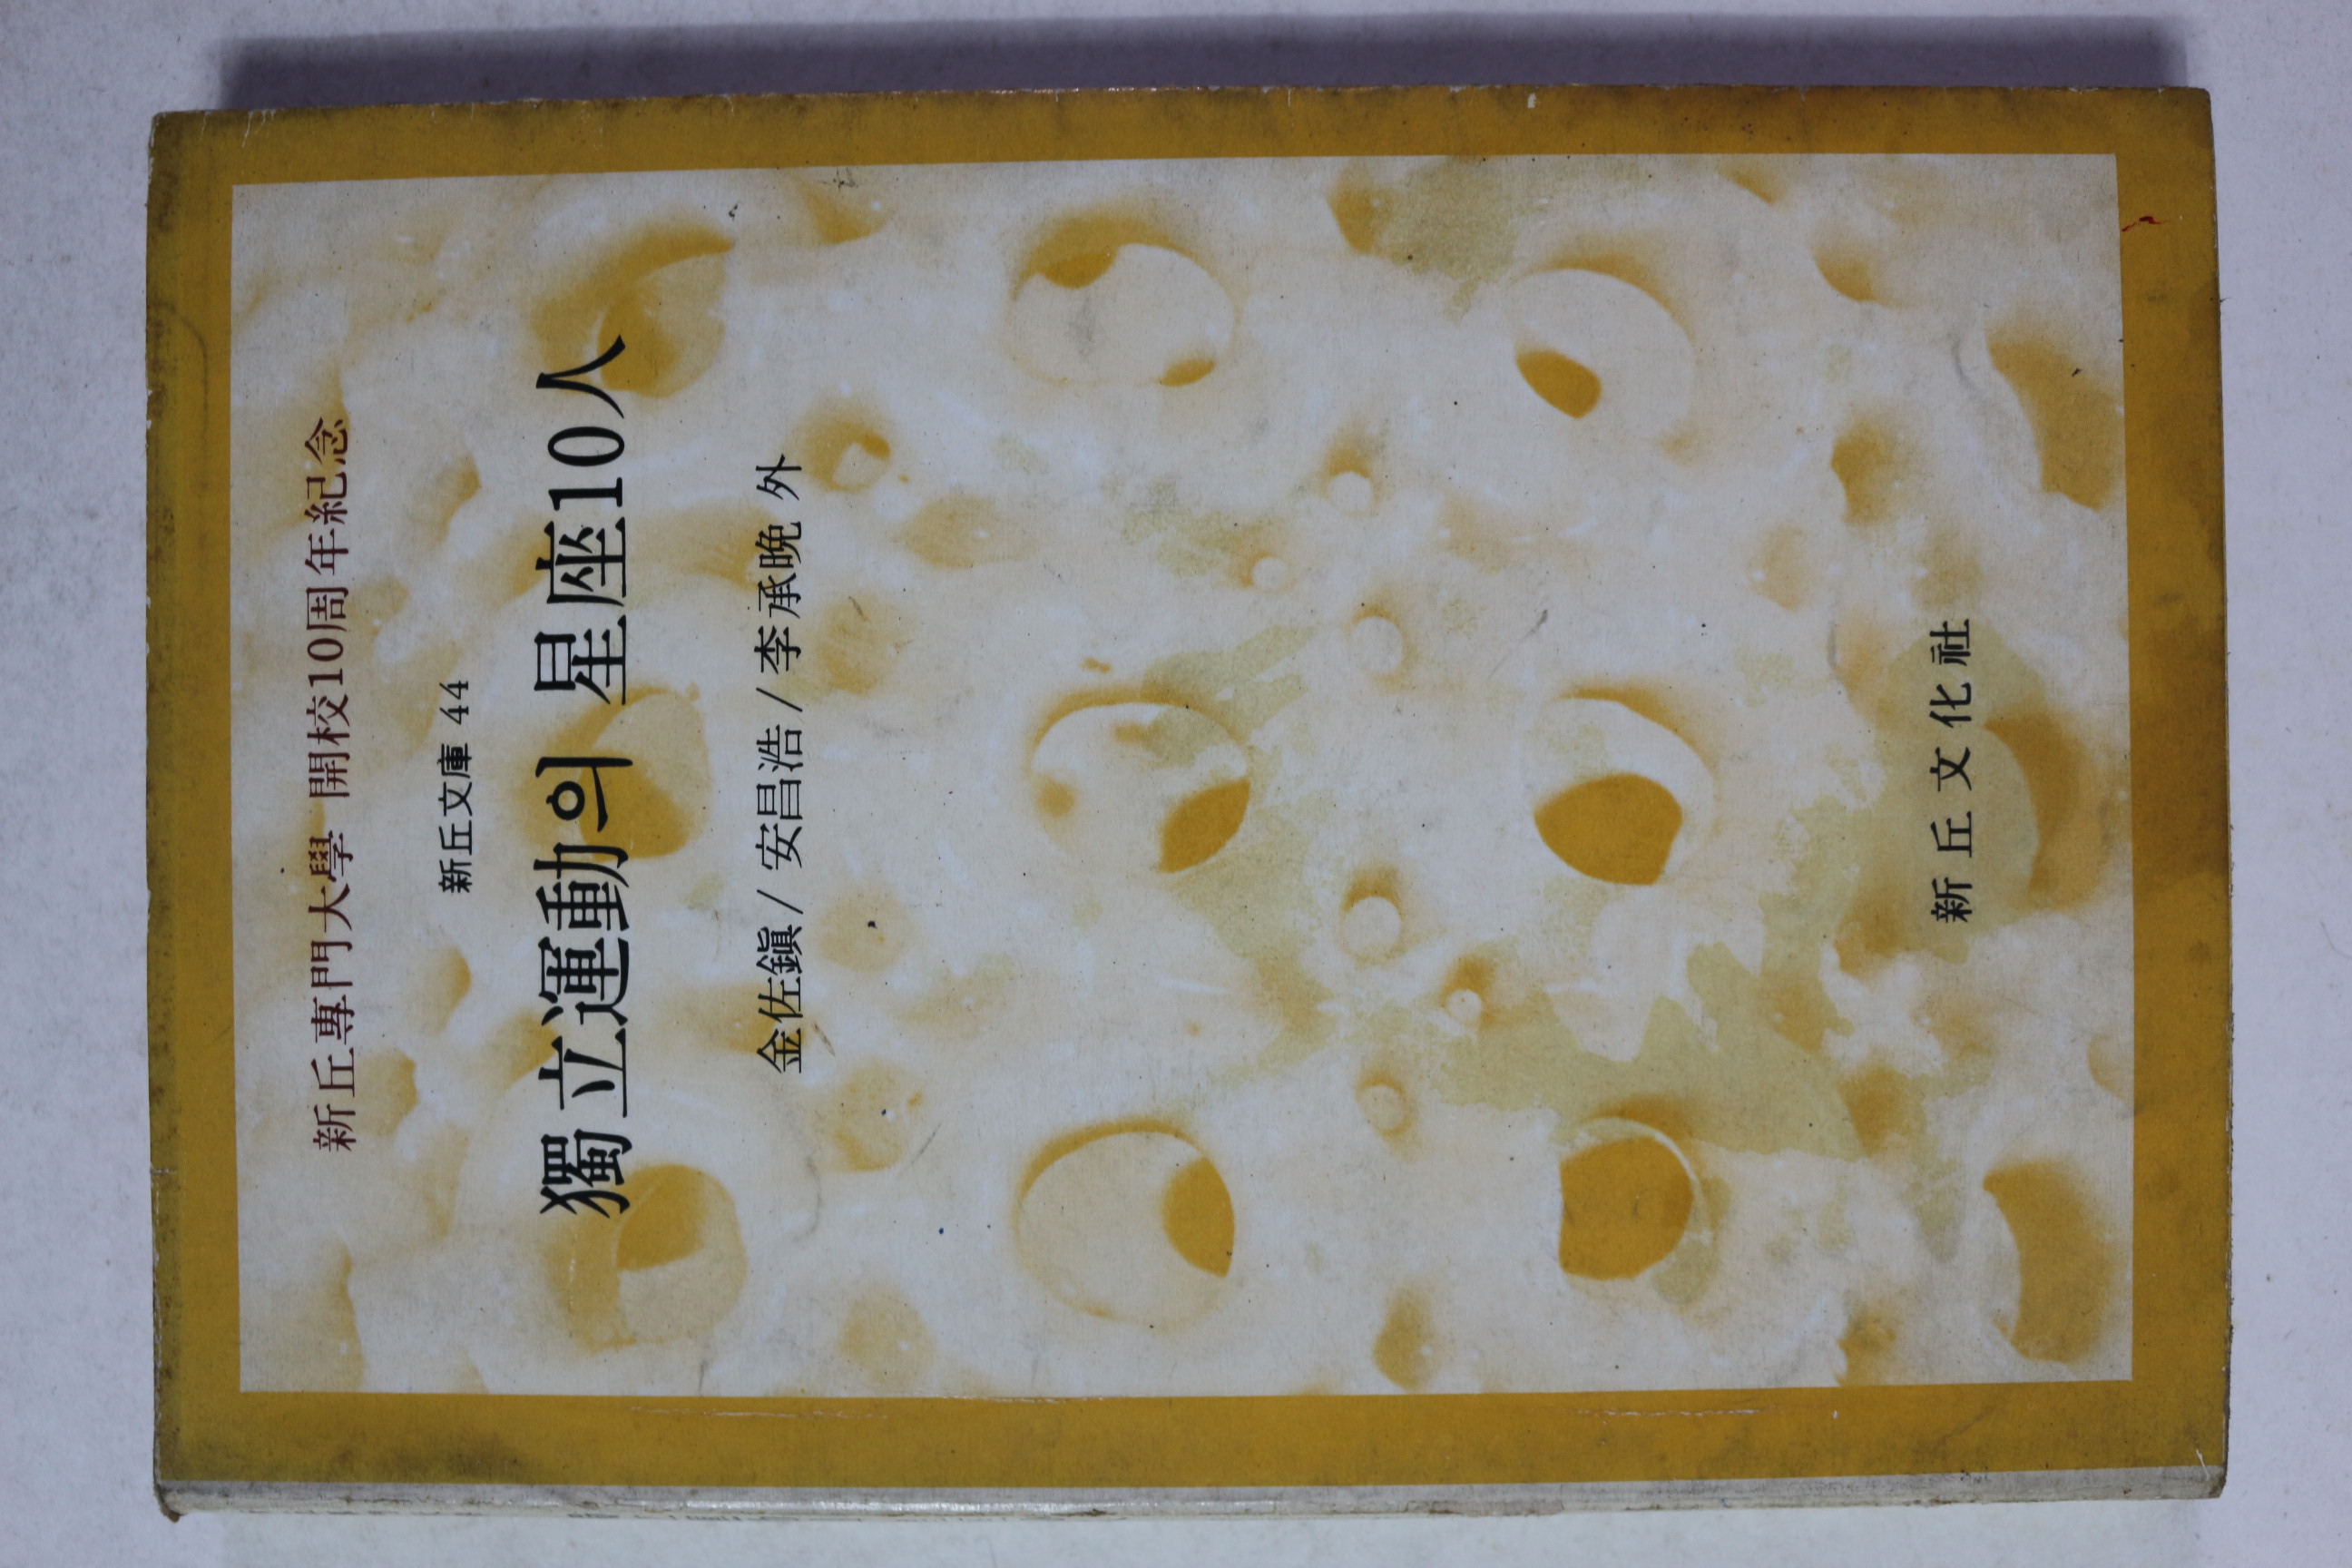 新丘專門大學 開校10周年紀念
新丘文庫 44
獨立運動의 星座10人
金佐鎭/安昌浩/李承晩 外
新丘文化社